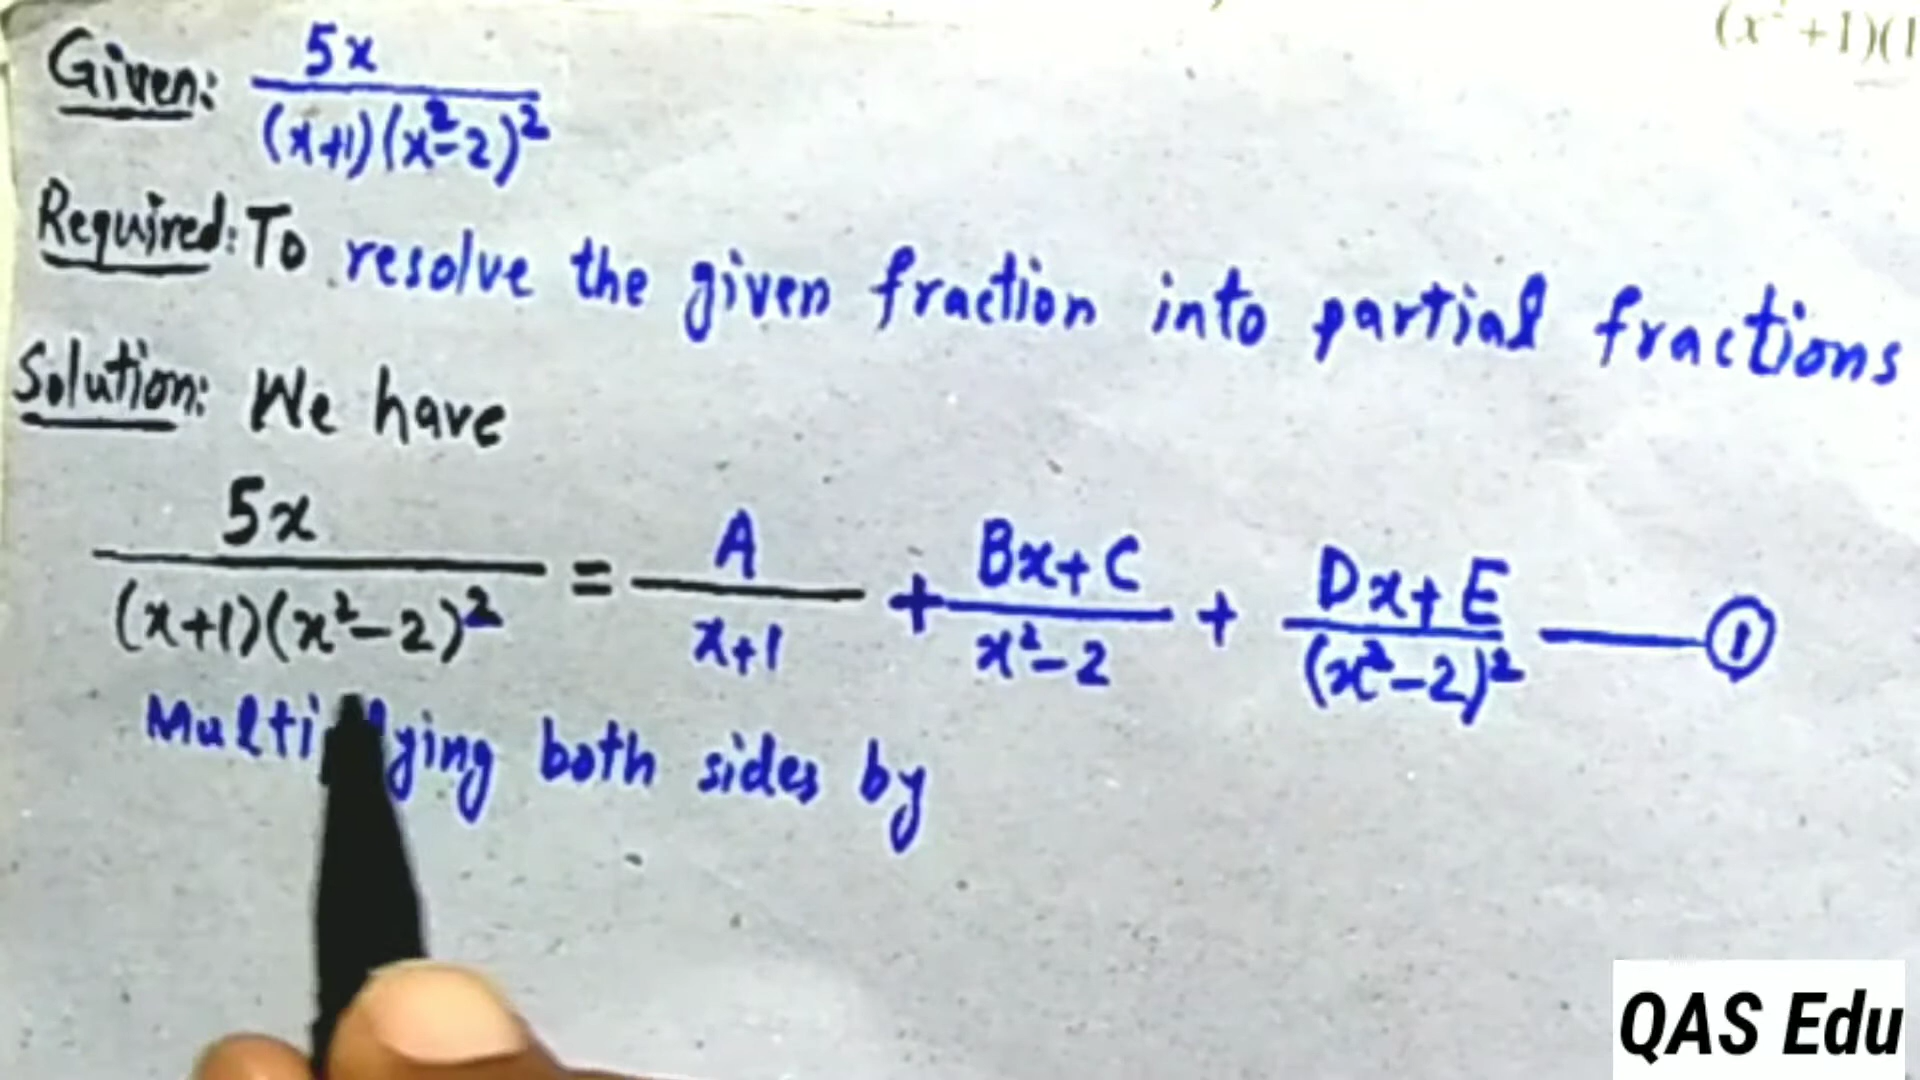 (x²+1)(1
Given: 5x / (x+1)(x²-2)²
Required: To resolve the given fraction into partial fractions
Solution: We have
5x / (x+1)(x²-2)² = A / x+1 + Bx+C / x²-2 + Dx+E / (x²-2)² — ①
both sides by
QAS Edu